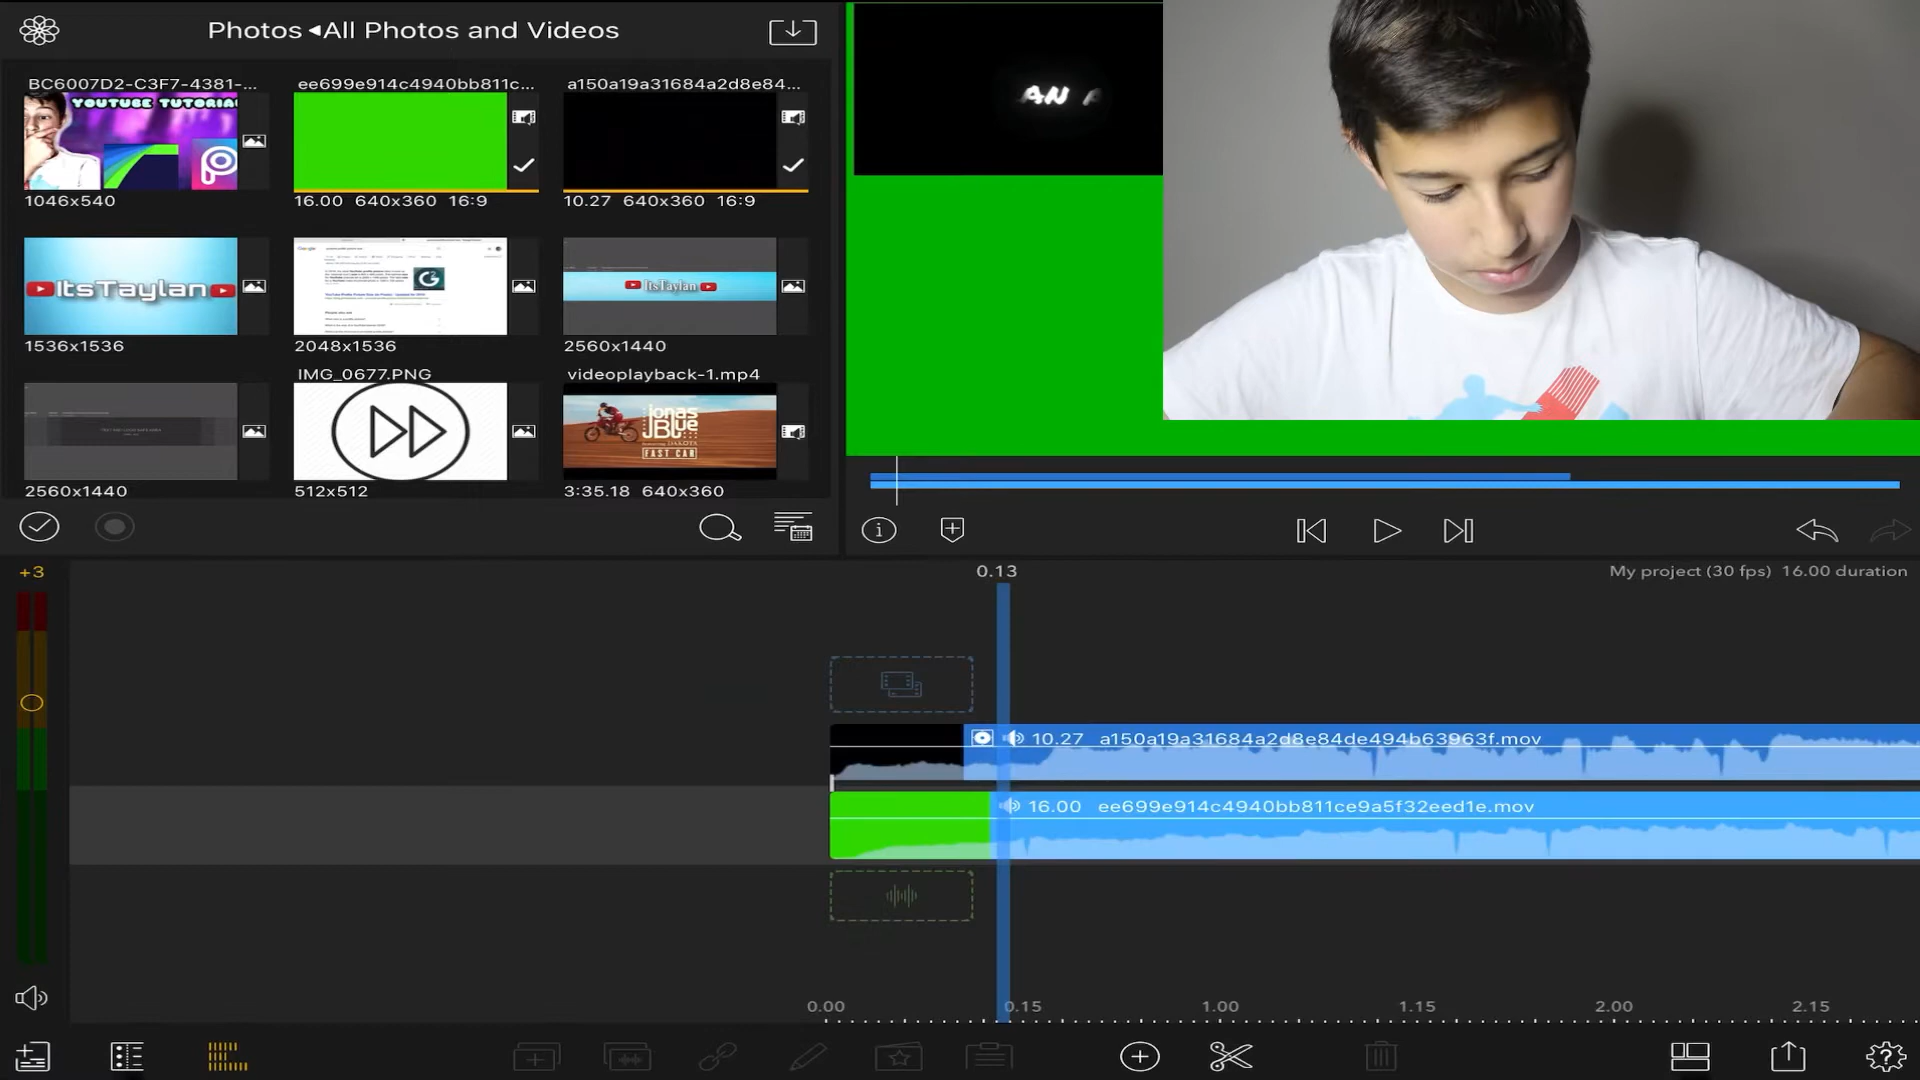 Photos ◂All Photos and Videos
BC6007D2-C3F7-4381-...
ee699e914c4940bb811c...
a150a19a31684a2d8e84...
YOUTUBE TUTORIAL
1046x540
16.00 640x360 16:9
10.27 640x360 16:9
ItsTaylan
Google
ItsTaylan
1536x1536
2048x1536
2560x1440
IMG_0677.PNG
videoplayback-1.mp4
Jonas
Blue
DAKOTA
FAST CAR
2560x1440
512x512
3:35.18 640x360
AN
+3
0.13
My project (30 fps) 16.00 duration
10.27 a150a19a31684a2d8e84de494b63963f.mov
16.00 ee699e914c4940bb811ce9a5f32eed1e.mov
0.00
0.15
1.00
1.15
2.00
2.15